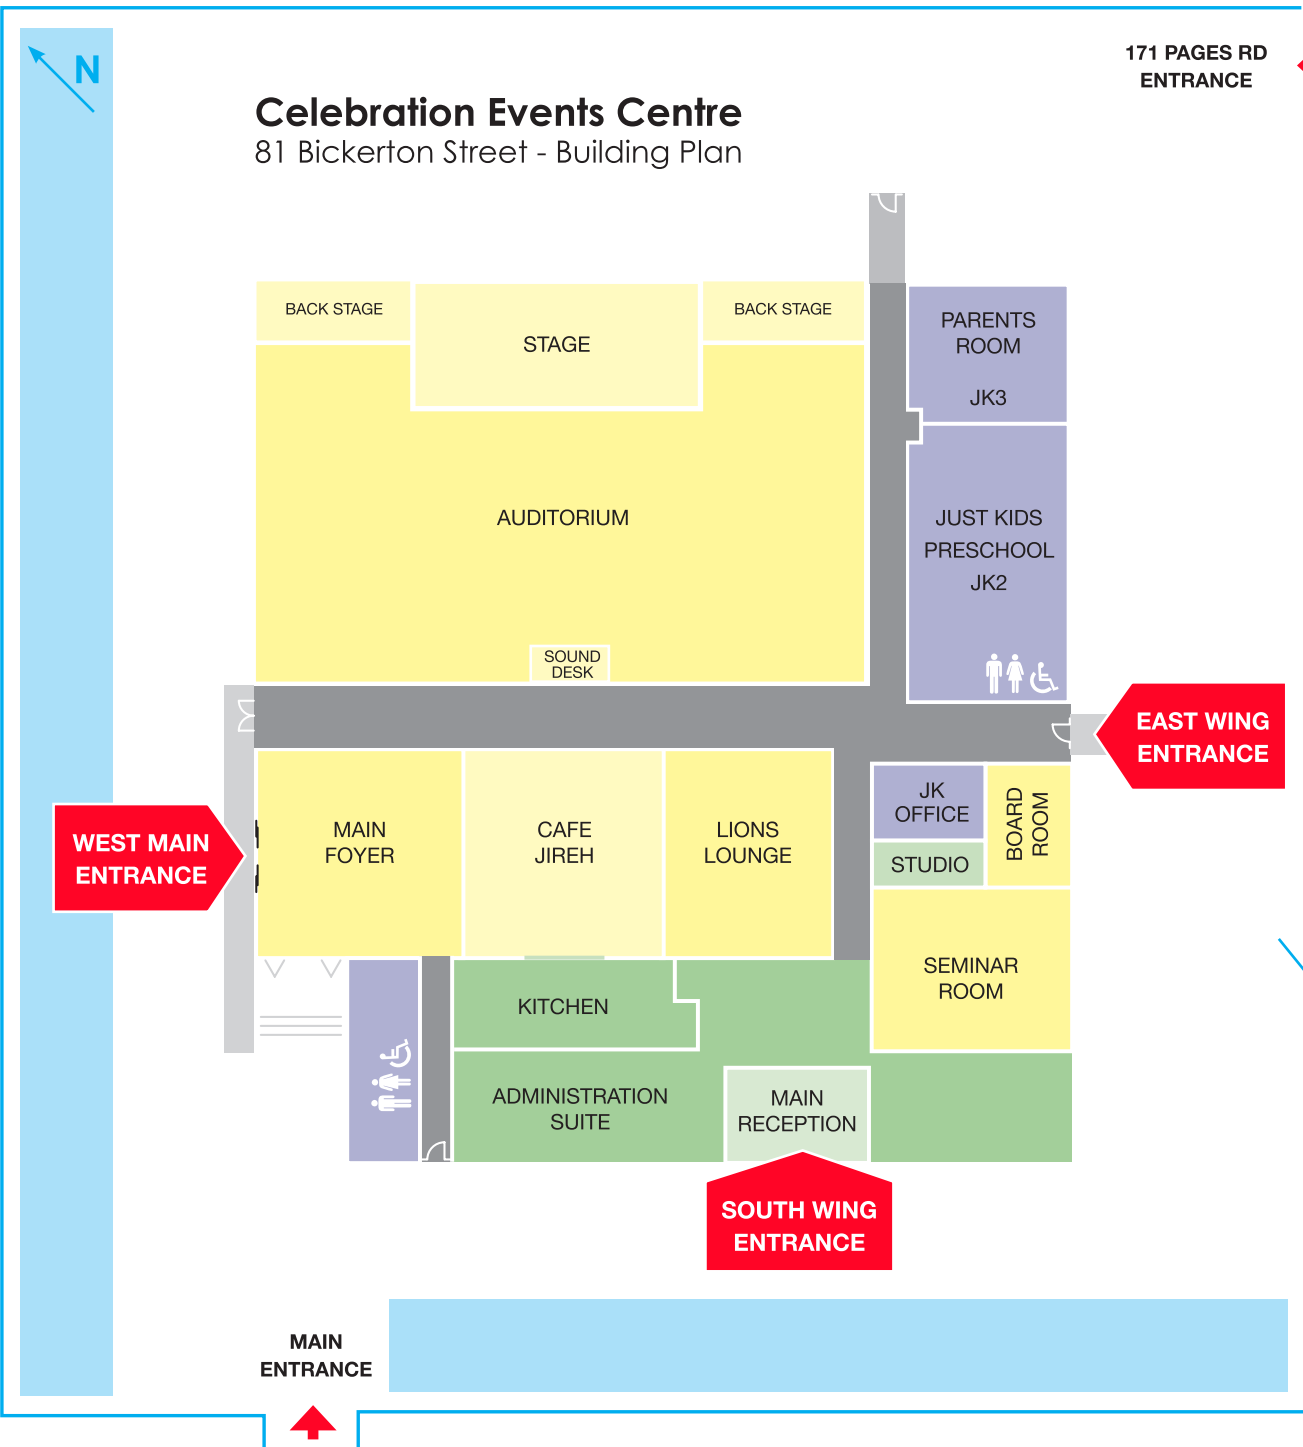 N
171 PAGES RD
ENTRANCE
Celebration Events Centre
81 Bickerton Street - Building Plan
BACK STAGE
STAGE
BACK STAGE
PARENTS
ROOM
JK3
AUDITORIUM
JUST KIDS
PRESCHOOL
JK2
SOUND
DESK
EAST WING
ENTRANCE
WEST MAIN
ENTRANCE
MAIN
FOYER
CAFE
JIREH
LIONS
LOUNGE
JK
OFFICE
BOARD
ROOM
STUDIO
SEMINAR
ROOM
KITCHEN
ADMINISTRATION
SUITE
MAIN
RECEPTION
SOUTH WING
ENTRANCE
MAIN
ENTRANCE